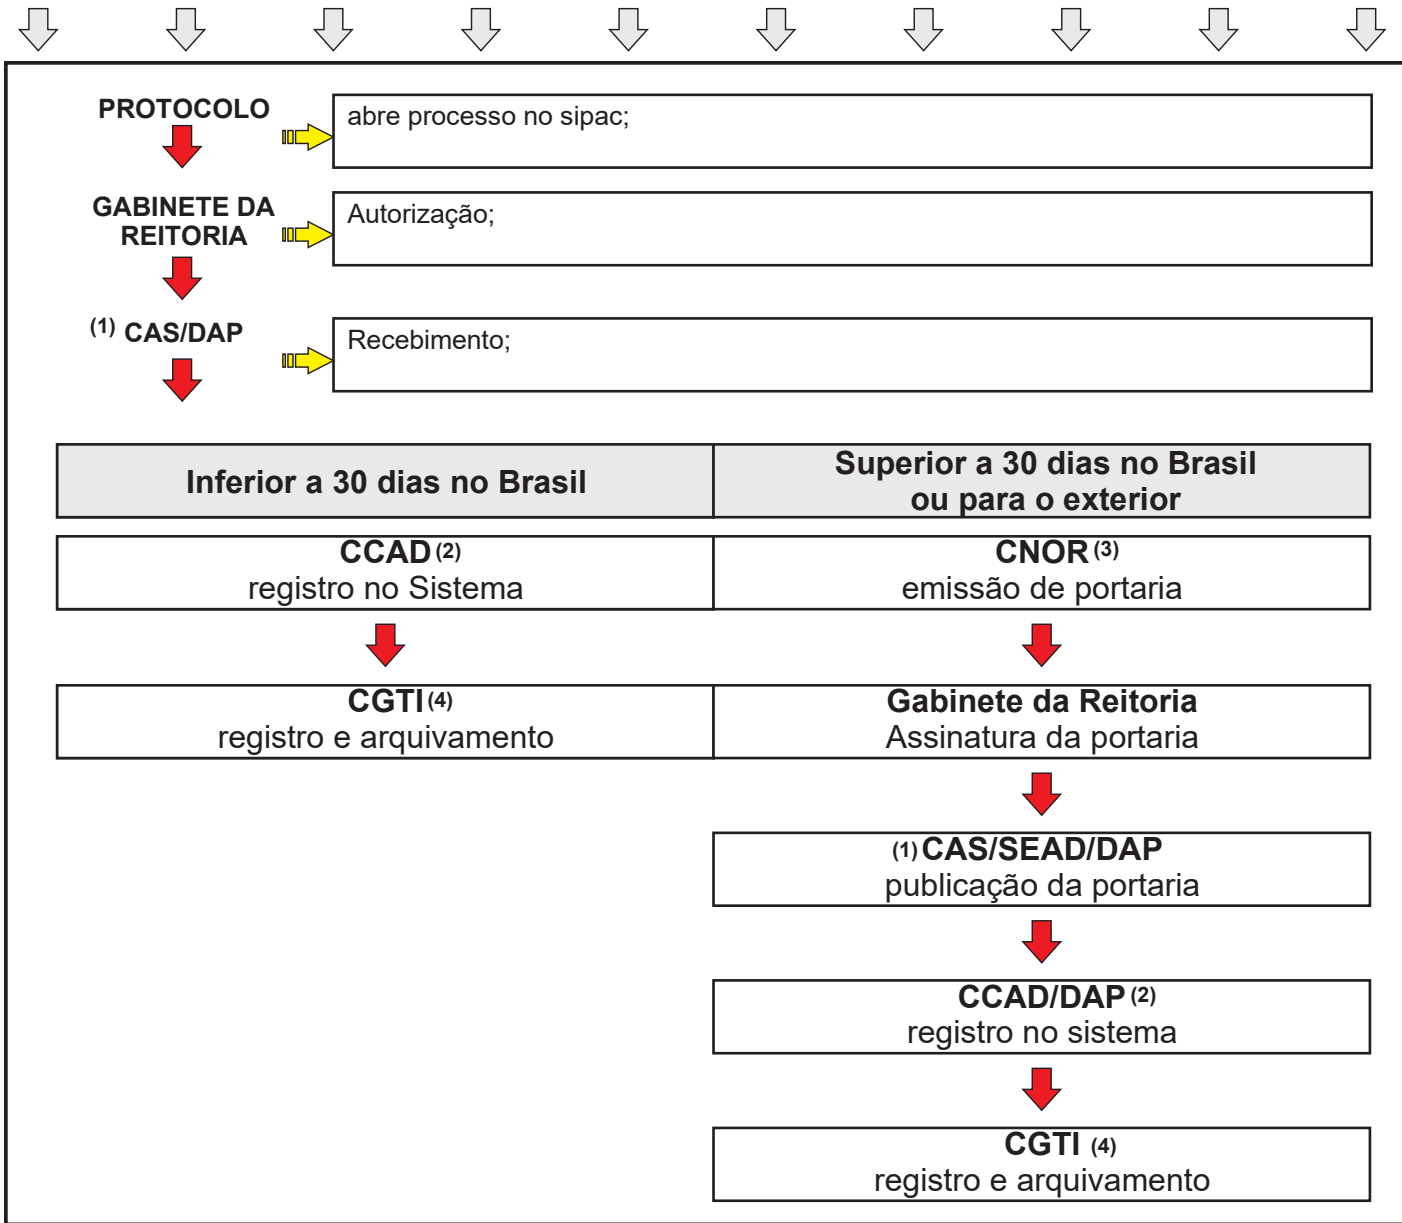 PROTOCOLO
abre processo no sipac;
GABINETE DA
REITORIA
Autorização;
(1) CAS/DAP
Recebimento;
Inferior a 30 dias no Brasil
Superior a 30 dias no Brasil
ou para o exterior
CCAD (2)
registro no Sistema
CNOR (3)
emissão de portaria
CGTI (4)
registro e arquivamento
Gabinete da Reitoria
Assinatura da portaria
(1) CAS/SEAD/DAP
publicação da portaria
CCAD/DAP (2)
registro no sistema
CGTI (4)
registro e arquivamento